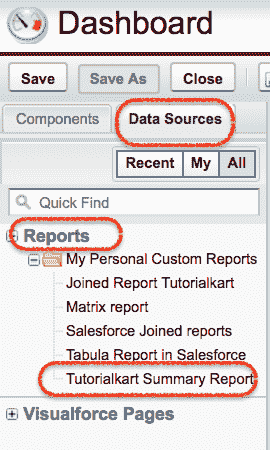 Dashboard
Save Save As Close
Components Data Sources
Recent My All
Quick Find
Reports
My Personal Custom Reports
Joined Report Tutorialkart
Matrix report
Salesforce Joined reports
Tabula Report in Salesforce
Tutorialkart Summary Report
Visualforce Pages